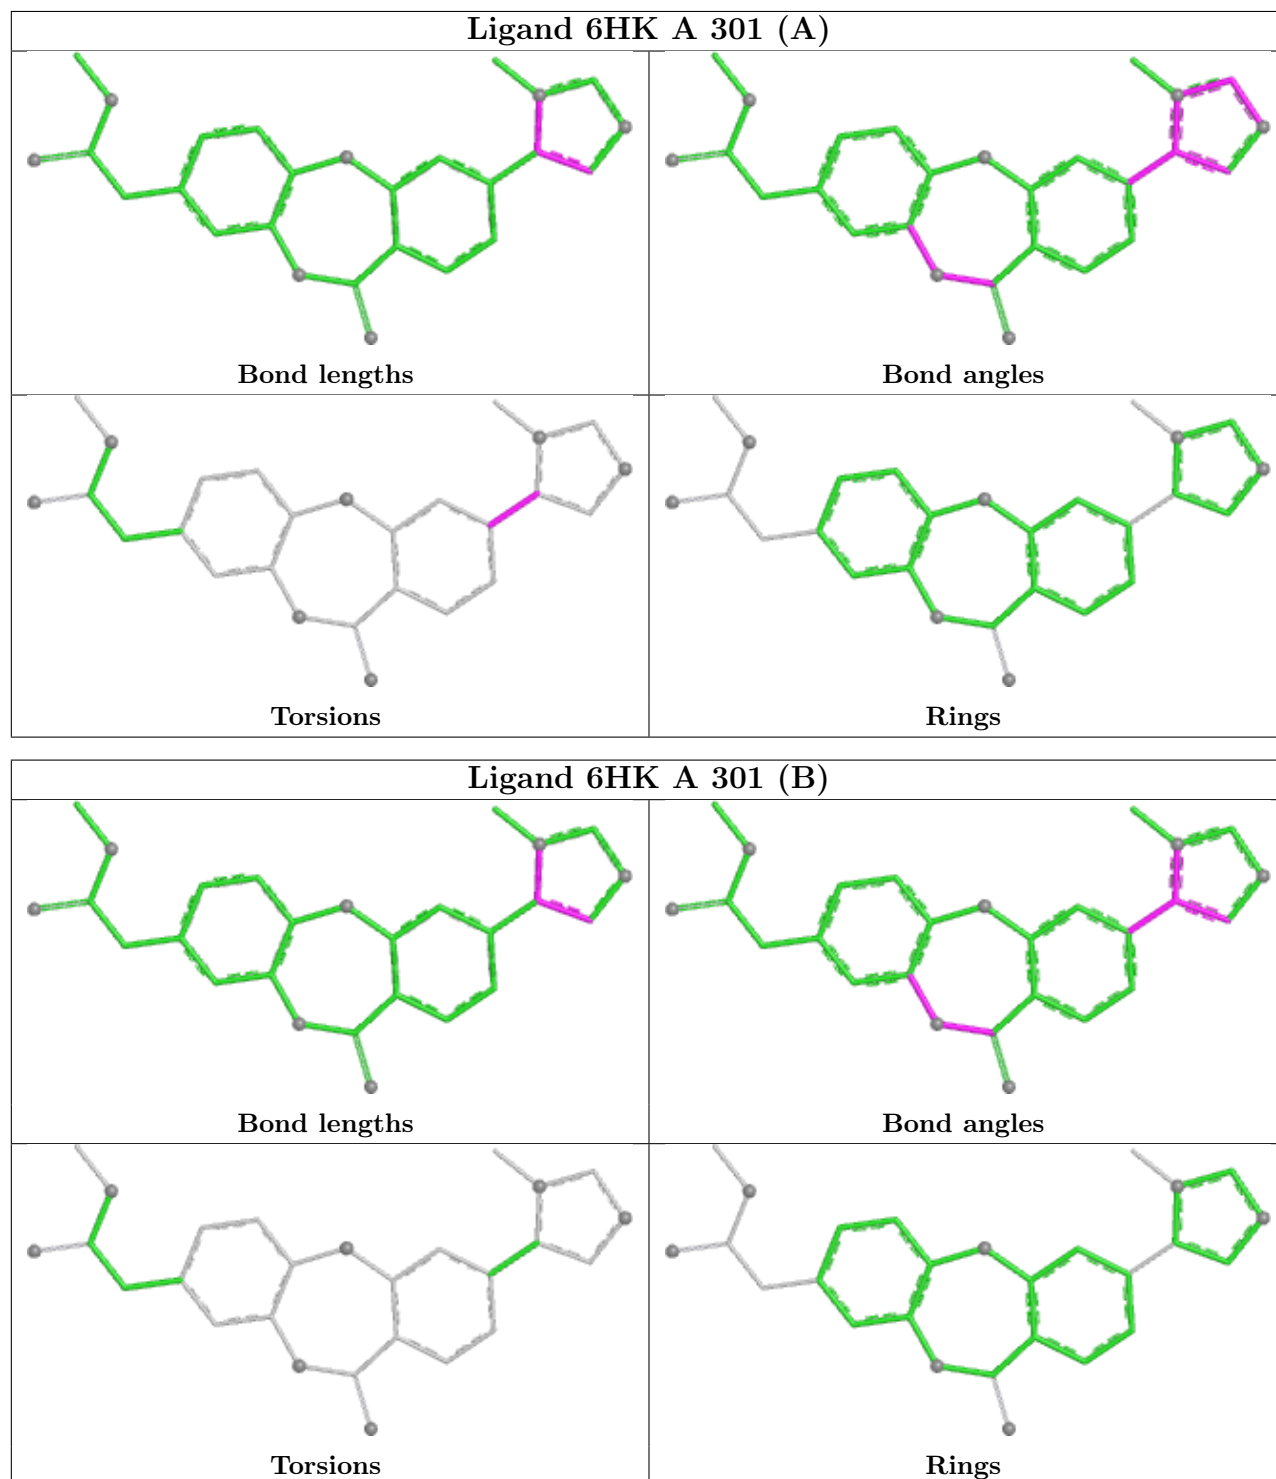 Ligand 6HK A 301 (A)
Bond lengths
Bond angles
Torsions
Rings
Ligand 6HK A 301 (B)
Bond lengths
Bond angles
Torsions
Rings